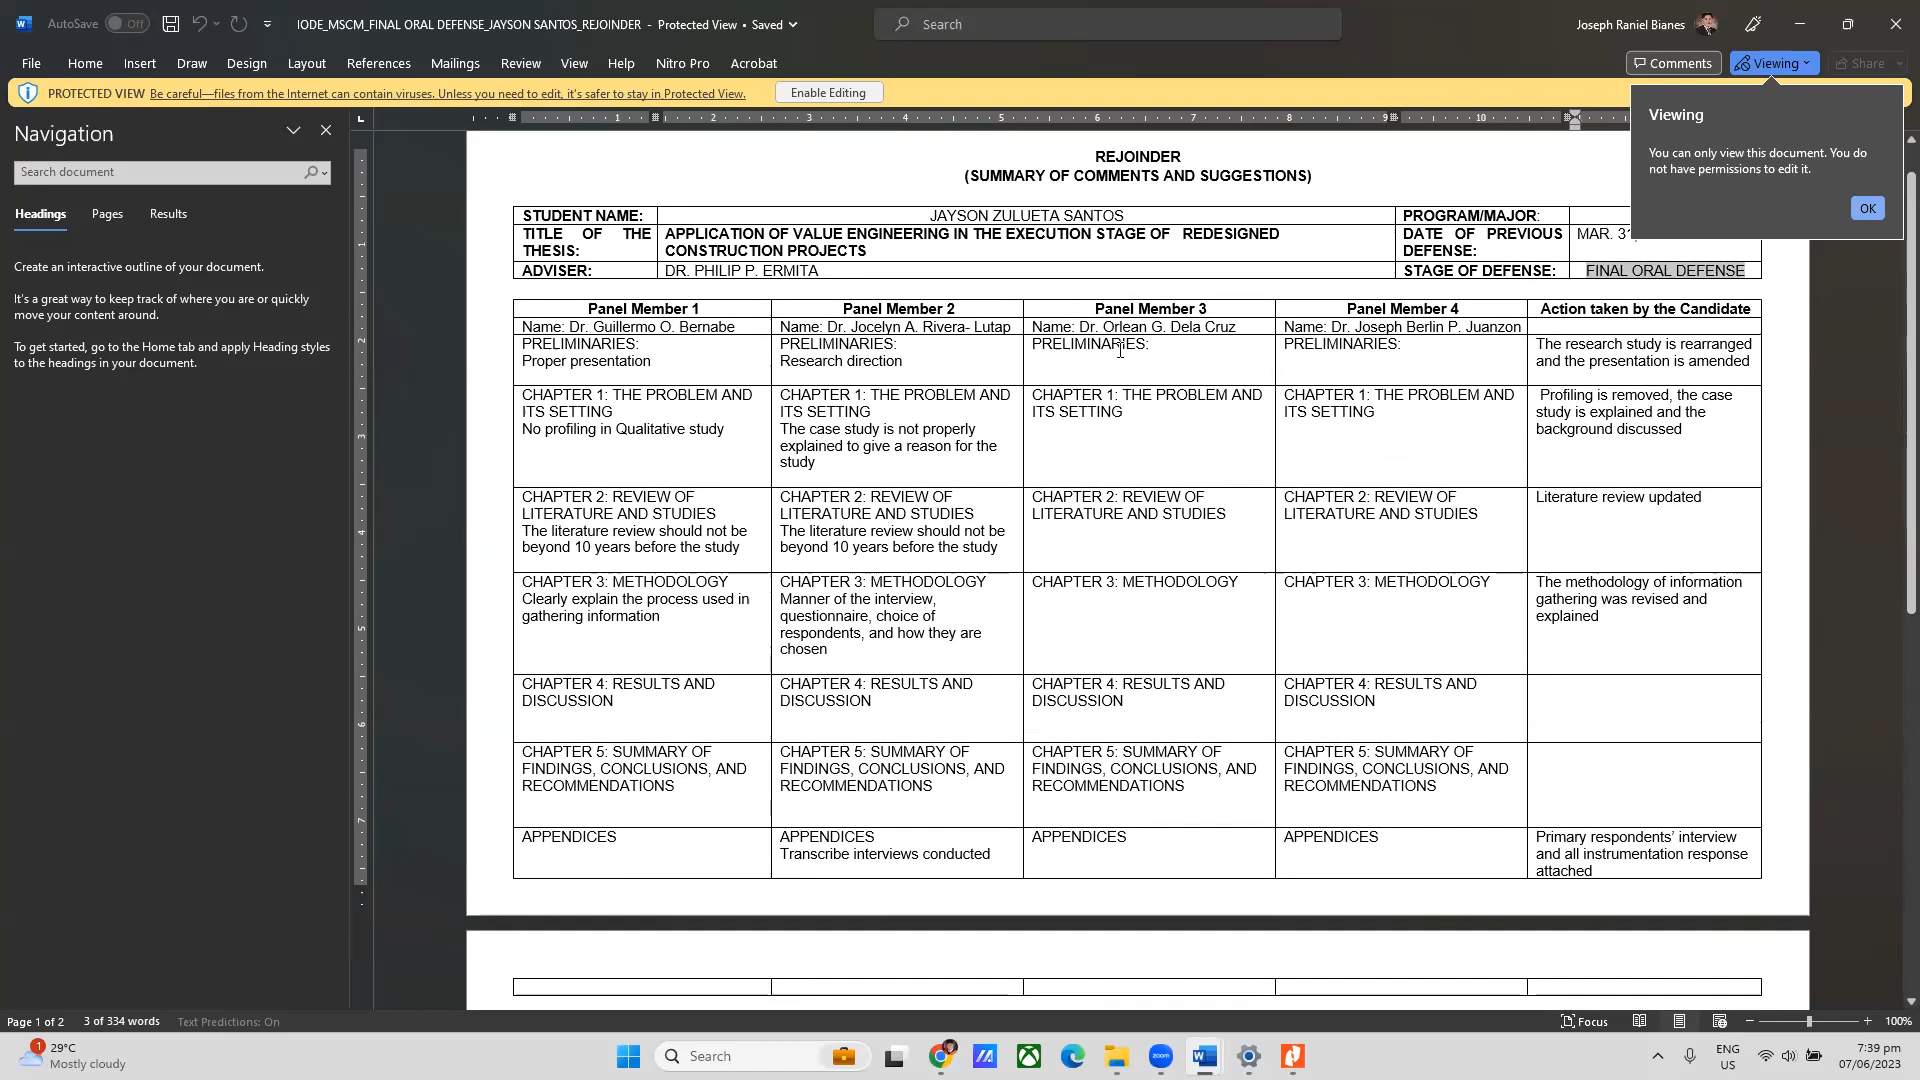 AutoSave Off IODE_MSCM_FINAL ORAL DEFENSE_JAYSON SANTOS_REJOINDER - Protected View • Saved Search Joseph Raniel Bianes
File Home Insert Draw Design Layout References Mailings Review View Help Nitro Pro Acrobat Comments Viewing Share
PROTECTED VIEW Be careful—files from the Internet can contain viruses. Unless you need to edit, it's safer to stay in Protected View. Enable Editing
Viewing
You can only view this document. You do
not have permissions to edit it.
OK
Navigation
Search document
Headings Pages Results
Create an interactive outline of your document.
It's a great way to keep track of where you are or quickly
move your content around.
To get started, go to the Home tab and apply Heading styles
to the headings in your document.
1 2 3 4 5 6 7 8 9 10
1
2
3
4
5
6
7
REJOINDER
(SUMMARY OF COMMENTS AND SUGGESTIONS)
STUDENT NAME: JAYSON ZULUETA SANTOS PROGRAM/MAJOR:
TITLE OF THE THESIS: APPLICATION OF VALUE ENGINEERING IN THE EXECUTION STAGE OF REDESIGNED
CONSTRUCTION PROJECTS
DATE OF PREVIOUS DEFENSE: MAR. 31,
ADVISER: DR. PHILIP P. ERMITA STAGE OF DEFENSE: FINAL ORAL DEFENSE
Panel Member 1 Panel Member 2 Panel Member 3 Panel Member 4 Action taken by the Candidate
Name: Dr. Guillermo O. Bernabe Name: Dr. Jocelyn A. Rivera- Lutap Name: Dr. Orlean G. Dela Cruz Name: Dr. Joseph Berlin P. Juanzon
PRELIMINARIES:
Proper presentation
PRELIMINARIES:
Research direction
PRELIMINARIES:
PRELIMINARIES:
The research study is rearranged
and the presentation is amended
CHAPTER 1: THE PROBLEM AND
ITS SETTING
No profiling in Qualitative study
CHAPTER 1: THE PROBLEM AND
ITS SETTING
The case study is not properly
explained to give a reason for the
study
CHAPTER 1: THE PROBLEM AND
ITS SETTING
CHAPTER 1: THE PROBLEM AND
ITS SETTING
Profiling is removed, the case
study is explained and the
background discussed
CHAPTER 2: REVIEW OF
LITERATURE AND STUDIES
The literature review should not be
beyond 10 years before the study
CHAPTER 2: REVIEW OF
LITERATURE AND STUDIES
The literature review should not be
beyond 10 years before the study
CHAPTER 2: REVIEW OF
LITERATURE AND STUDIES
CHAPTER 2: REVIEW OF
LITERATURE AND STUDIES
Literature review updated
CHAPTER 3: METHODOLOGY
Clearly explain the process used in
gathering information
CHAPTER 3: METHODOLOGY
Manner of the interview,
questionnaire, choice of
respondents, and how they are
chosen
CHAPTER 3: METHODOLOGY
CHAPTER 3: METHODOLOGY
The methodology of information
gathering was revised and
explained
CHAPTER 4: RESULTS AND
DISCUSSION
CHAPTER 4: RESULTS AND
DISCUSSION
CHAPTER 4: RESULTS AND
DISCUSSION
CHAPTER 4: RESULTS AND
DISCUSSION
CHAPTER 5: SUMMARY OF
FINDINGS, CONCLUSIONS, AND
RECOMMENDATIONS
CHAPTER 5: SUMMARY OF
FINDINGS, CONCLUSIONS, AND
RECOMMENDATIONS
CHAPTER 5: SUMMARY OF
FINDINGS, CONCLUSIONS, AND
RECOMMENDATIONS
CHAPTER 5: SUMMARY OF
FINDINGS, CONCLUSIONS, AND
RECOMMENDATIONS
APPENDICES
APPENDICES
Transcribe interviews conducted
APPENDICES
APPENDICES
Primary respondents' interview
and all instrumentation response
attached
Page 1 of 2 3 of 334 words Text Predictions: On Focus 100%
1 29°C
Mostly cloudy
Search
zoom
ENG
US
7:39 pm
07/06/2023